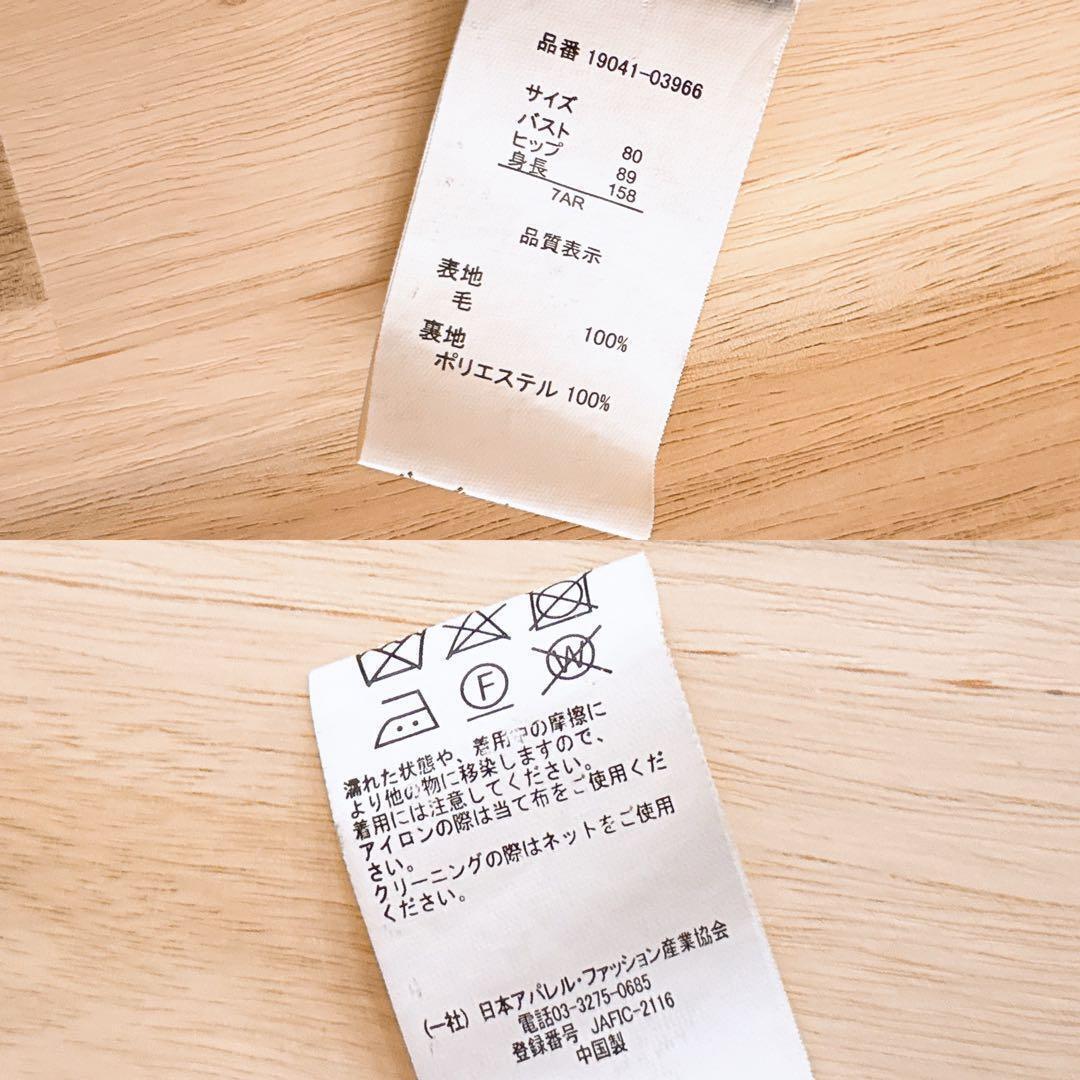 品番 19041-03966
サイズ
バスト 80
ヒップ 89
身長 158
7AR
品質表示
表地
毛 100%
裏地
ポリエステル 100%
F
W
濡れた状態や、着用中の摩擦に
より他の物に移染しますので、
着用には注意してください。
アイロンの際は当て布をご使用くだ
さい。
クリーニングの際はネットをご使用
ください。
(一社) 日本アパレル・ファッション産業協会
電話03-3275-0685
登録番号 JAFIC-2116
中国製